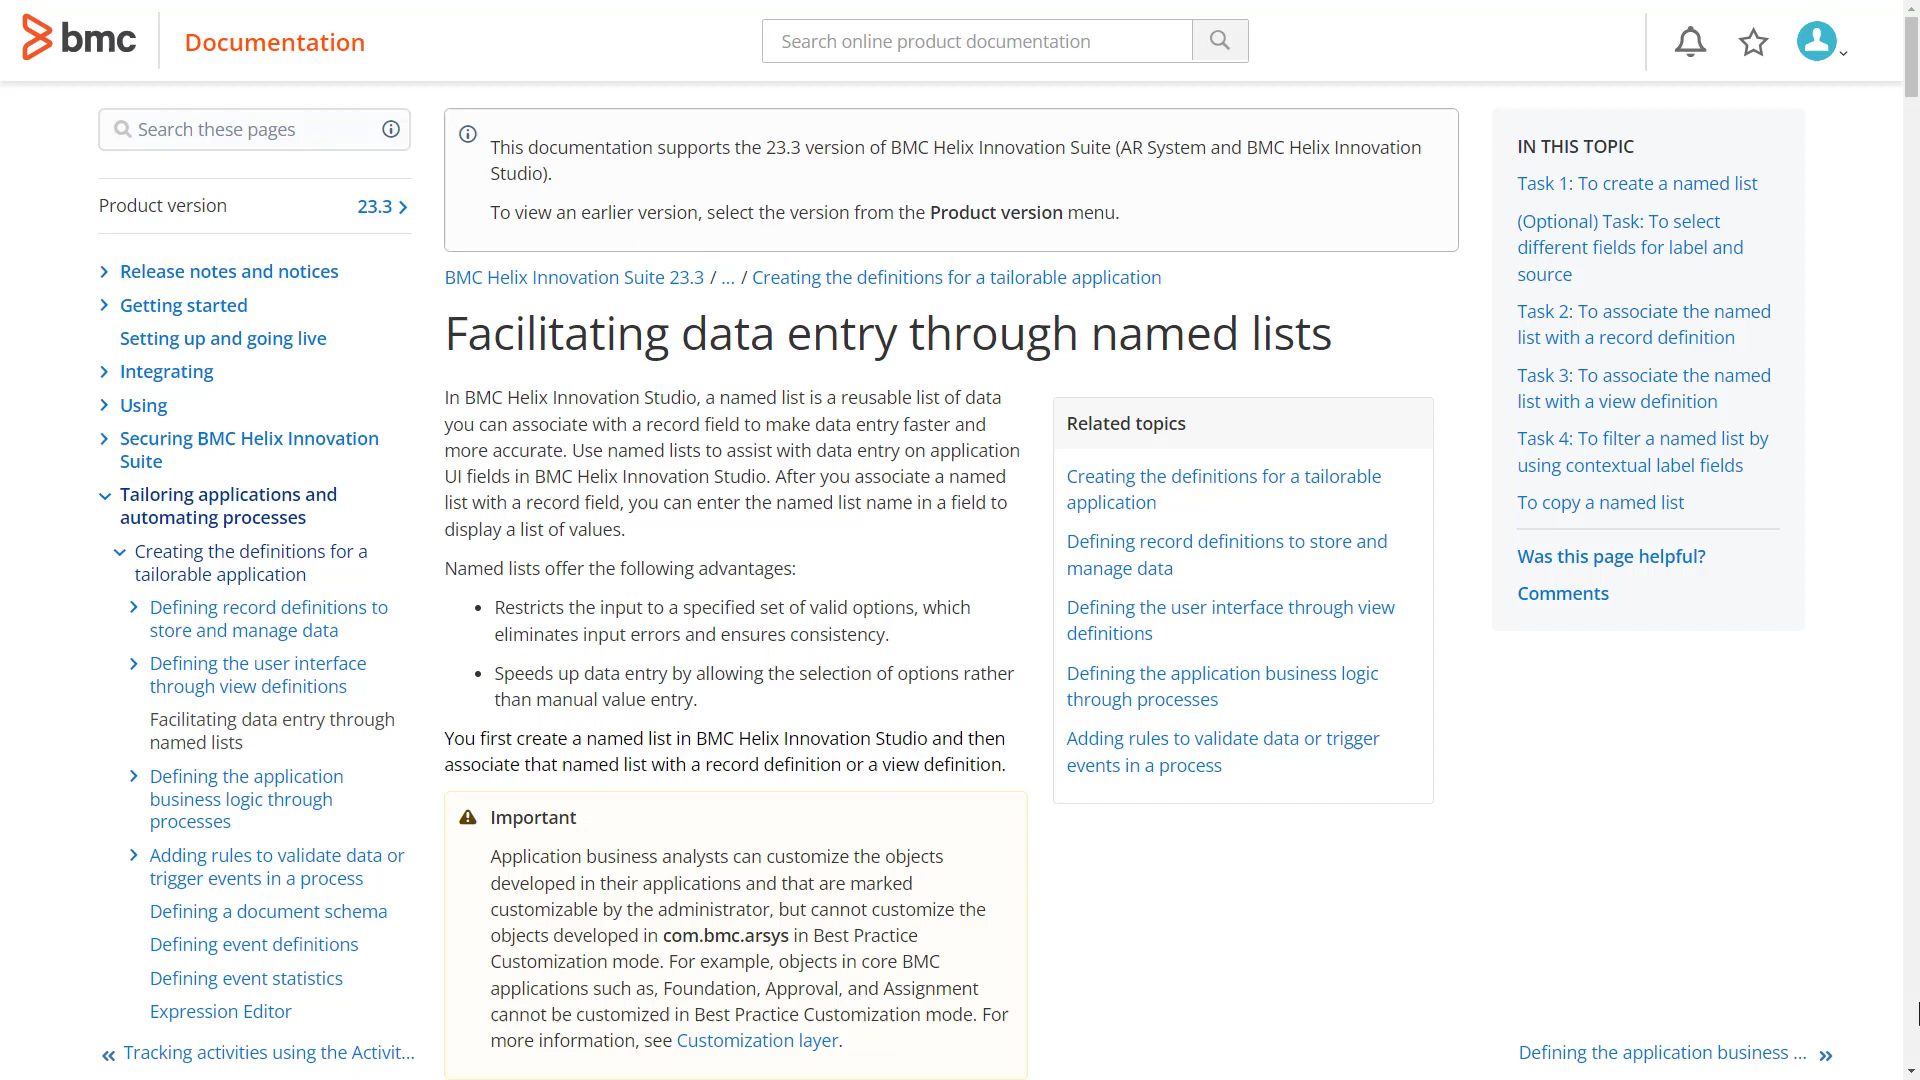 bmc
Documentation
Search online product documentation
Search these pages
Product version
23.3
Release notes and notices
Getting started
Setting up and going live
Integrating
Using
Securing BMC Helix Innovation
Suite
Tailoring applications and
automating processes
Creating the definitions for a
tailorable application
Defining record definitions to
store and manage data
Defining the user interface
through view definitions
Facilitating data entry through
named lists
Defining the application
business logic through
processes
Adding rules to validate data or
trigger events in a process
Defining a document schema
Defining event definitions
Defining event statistics
Expression Editor
« Tracking activities using the Activit...
This documentation supports the 23.3 version of BMC Helix Innovation Suite (AR System and BMC Helix Innovation
Studio).
To view an earlier version, select the version from the Product version menu.
BMC Helix Innovation Suite 23.3 / ... / Creating the definitions for a tailorable application
Facilitating data entry through named lists
In BMC Helix Innovation Studio, a named list is a reusable list of data
you can associate with a record field to make data entry faster and
more accurate. Use named lists to assist with data entry on application
UI fields in BMC Helix Innovation Studio. After you associate a named
list with a record field, you can enter the named list name in a field to
display a list of values.
Named lists offer the following advantages:
• Restricts the input to a specified set of valid options, which
eliminates input errors and ensures consistency.
• Speeds up data entry by allowing the selection of options rather
than manual value entry.
You first create a named list in BMC Helix Innovation Studio and then
associate that named list with a record definition or a view definition.
Important
Application business analysts can customize the objects
developed in their applications and that are marked
customizable by the administrator, but cannot customize the
objects developed in com.bmc.arsys in Best Practice
Customization mode. For example, objects in core BMC
applications such as, Foundation, Approval, and Assignment
cannot be customized in Best Practice Customization mode. For
more information, see Customization layer.
Related topics
Creating the definitions for a tailorable
application
Defining record definitions to store and
manage data
Defining the user interface through view
definitions
Defining the application business logic
through processes
Adding rules to validate data or trigger
events in a process
IN THIS TOPIC
Task 1: To create a named list
(Optional) Task: To select
different fields for label and
source
Task 2: To associate the named
list with a record definition
Task 3: To associate the named
list with a view definition
Task 4: To filter a named list by
using contextual label fields
To copy a named list
Was this page helpful?
Comments
Defining the application business ... »